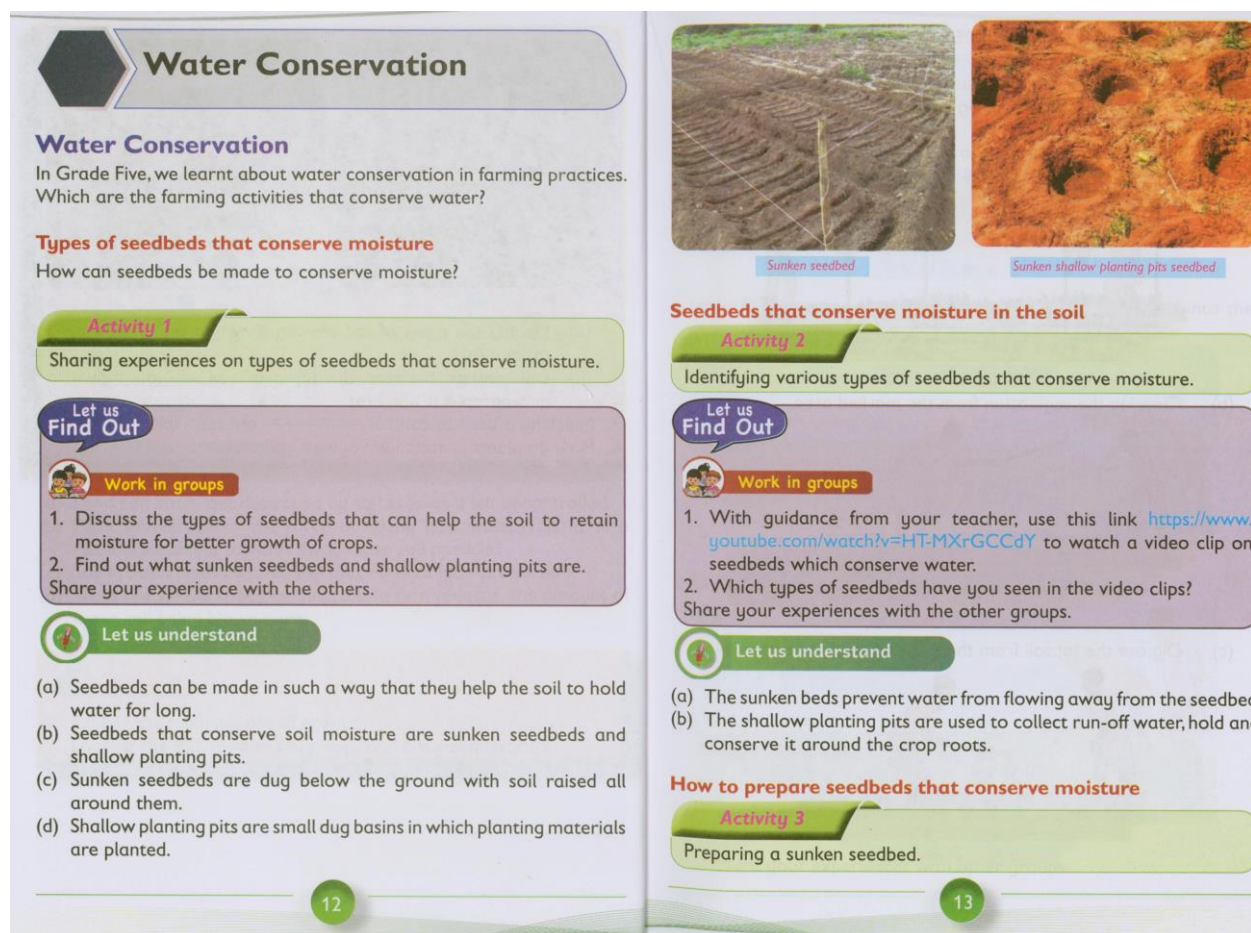 Water Conservation
Water Conservation
In Grade Five, we learnt about water conservation in farming practices.
Which are the farming activities that conserve water?
Types of seedbeds that conserve moisture
How can seedbeds be made to conserve moisture?
Activity 1
Sharing experiences on types of seedbeds that conserve moisture.
Let us
Find Out
Work in groups
1. Discuss the types of seedbeds that can help the soil to retain
moisture for better growth of crops.
2. Find out what sunken seedbeds and shallow planting pits are.
Share your experience with the others.
Let us understand
(a) Seedbeds can be made in such a way that they help the soil to hold
water for long.
(b) Seedbeds that conserve soil moisture are sunken seedbeds and
shallow planting pits.
(c) Sunken seedbeds are dug below the ground with soil raised all
around them.
(d) Shallow planting pits are small dug basins in which planting materials
are planted.
12
Sunken seedbed
Sunken shallow planting pits seedbed
Seedbeds that conserve moisture in the soil
Activity 2
Identifying various types of seedbeds that conserve moisture.
Let us
Find Out
Work in groups
1. With guidance from your teacher, use this link https://www.
youtube.com/watch?v=HT-MXrGCCdY to watch a video clip on
seedbeds which conserve water.
2. Which types of seedbeds have you seen in the video clips?
Share your experiences with the other groups.
Let us understand
(a) The sunken beds prevent water from flowing away from the seedbed
(b) The shallow planting pits are used to collect run-off water, hold an
conserve it around the crop roots.
How to prepare seedbeds that conserve moisture
Activity 3
Preparing a sunken seedbed.
13